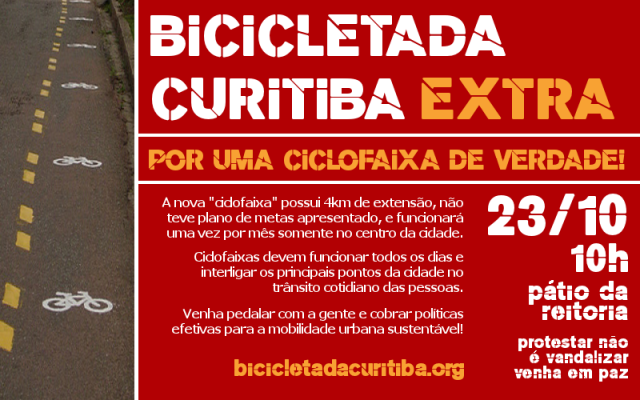 BICICLETADA
CURITIBA EXTRA
POR UMA CICLOFAIXA DE VERDADE!
A nova "ciclofaixa" possui 4km de extensão, não
teve plano de metas apresentado, e funcionará
uma vez por mês somente no centro da cidade.
Ciclofaixas devem funcionar todos os dias e
interligar os principais pontos da cidade no
trânsito cotidiano das pessoas.
Venha pedalar com a gente e cobrar políticas
efetivas para a mobilidade urbana sustentável!
bicicletadacuritiba.org
23/10
10h
pátio da
reitoria
protestar não
é vandalizar
venha em paz